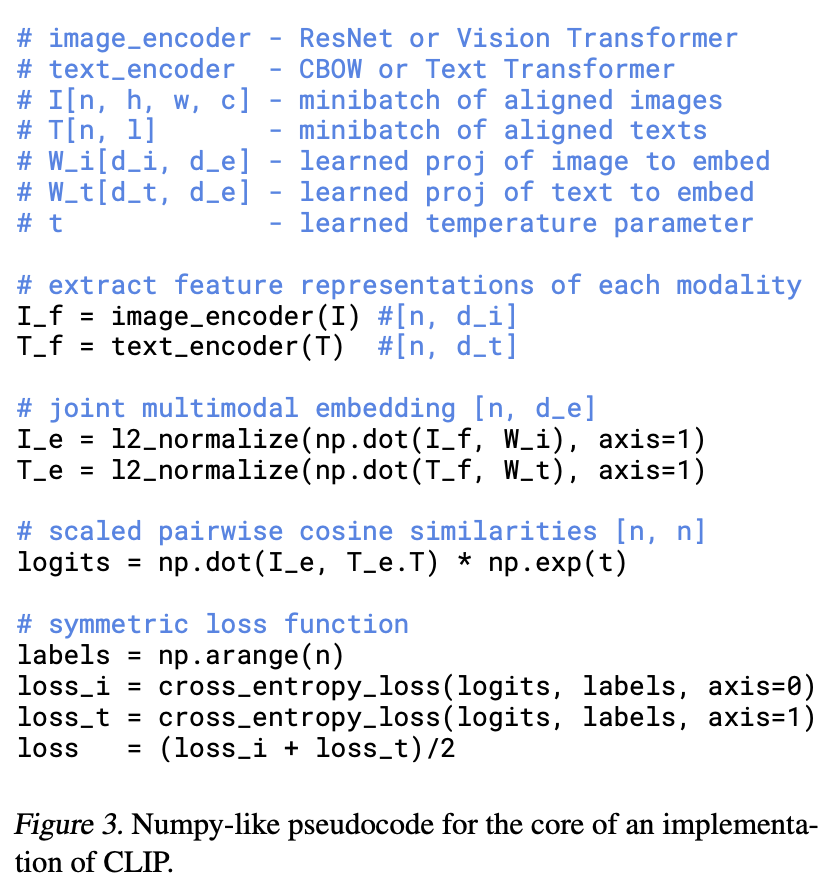 # image_encoder - ResNet or Vision Transformer
# text_encoder  - CBOW or Text Transformer
# I[n, h, w, c] - minibatch of aligned images
# T[n, l]       - minibatch of aligned texts
# W_i[d_i, d_e] - learned proj of image to embed
# W_t[d_t, d_e] - learned proj of text to embed
# t             - learned temperature parameter
# extract feature representations of each modality
I_f = image_encoder(I) #[n, d_i]
T_f = text_encoder(T)  #[n, d_t]
# joint multimodal embedding [n, d_e]
I_e = l2_normalize(np.dot(I_f, W_i), axis=1)
T_e = l2_normalize(np.dot(T_f, W_t), axis=1)
# scaled pairwise cosine similarities [n, n]
logits = np.dot(I_e, T_e.T) * np.exp(t)
# symmetric loss function
labels = np.arange(n)
loss_i = cross_entropy_loss(logits, labels, axis=0)
loss_t = cross_entropy_loss(logits, labels, axis=1)
loss   = (loss_i + loss_t)/2
Figure 3. Numpy-like pseudocode for the core of an implementa-
tion of CLIP.